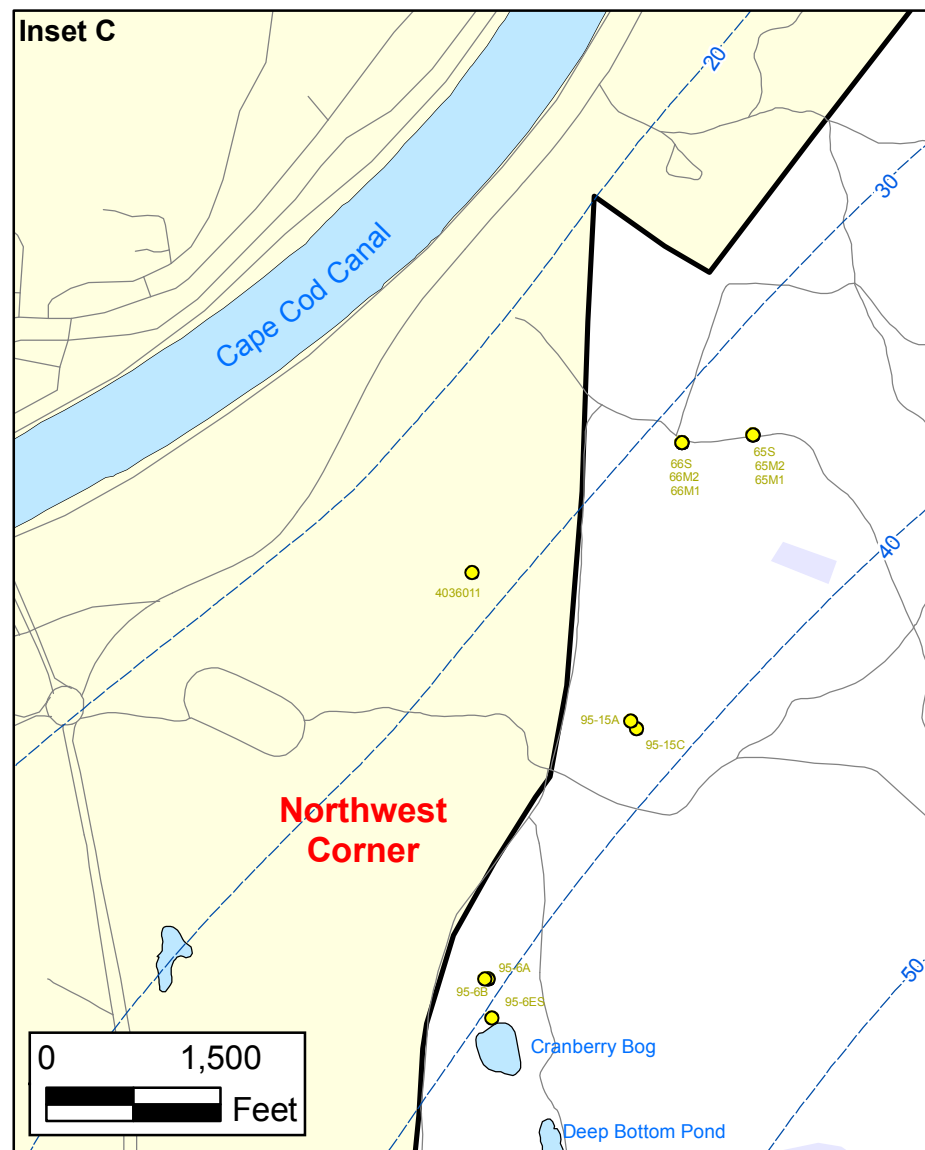 Inset C
20
30
Cape Cod Canal
66S
66M2
66M1
65S
65M2
65M1
40
4036011
95-15A
95-15C
Northwest
Corner
50
95-6A
95-6B
95-6ES
Cranberry Bog
0 1,500
Feet
Deep Bottom Pond